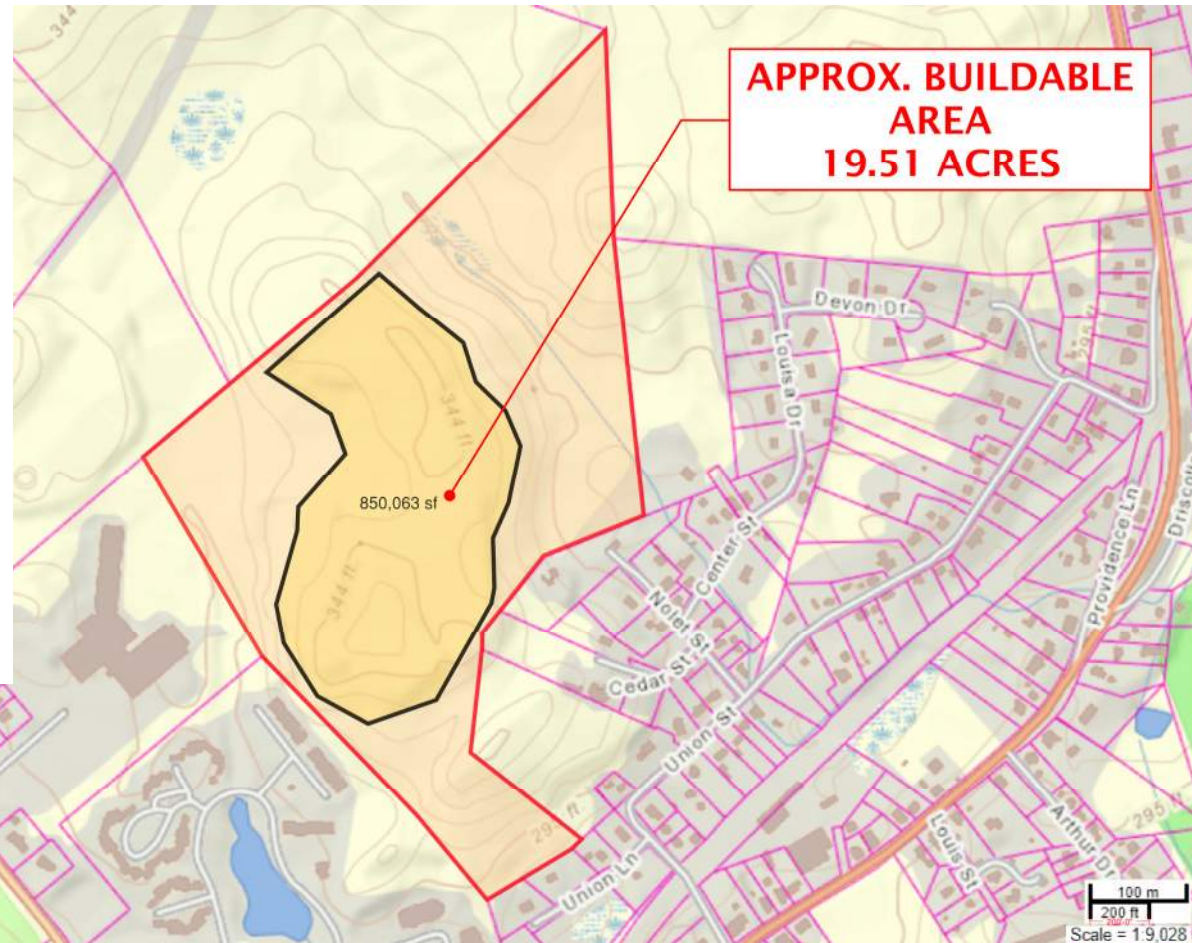 344
APPROX. BUILDABLE
AREA
19.51 ACRES
Devon Dr
295 ft
Louisa Dr
344 ft
850,063 sf
Center St
Providence Ln
Nolet St
344 ft
Cedar St
Union St
295 ft
Louis St
Arthur Dr
295 ft
Union Ln
100 m
200 ft
Scale = 1:9,028